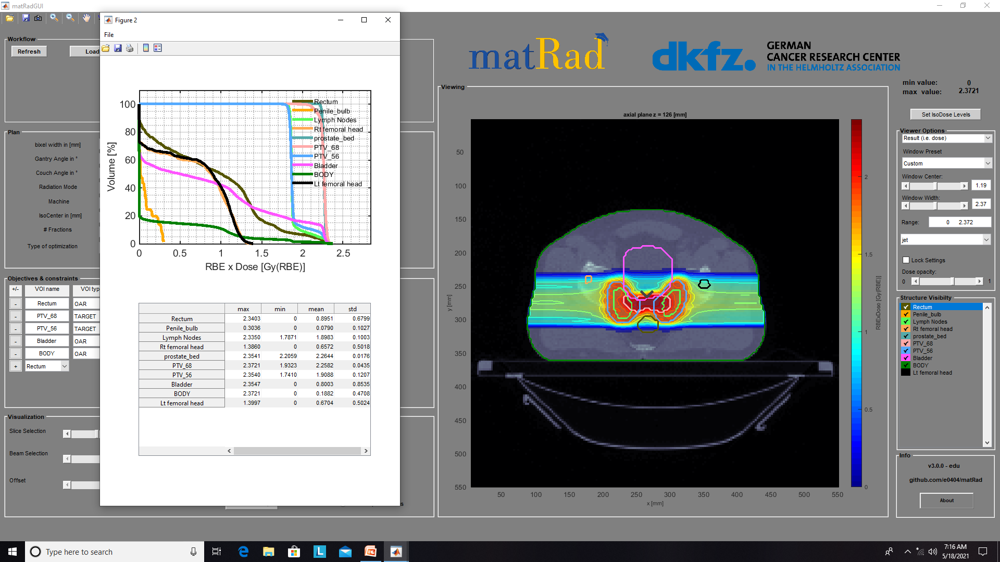 matRadGUI
Workflow
Refresh
Load
Plan
bixel width in [mm]
Gantry Angle in °
Couch Angle in °
Radiation Mode
Machine
IsoCenter in [mm]
# Fractions
Type of optimization
Objectives & constraints
+/-
VOI name
VOI typ
-
Rectum
OAR
-
PTV_68
TARGET
-
PTV_56
TARGET
-
Bladder
OAR
-
BODY
OAR
+
Rectum
Visualization
Slice Selection
Beam Selection
Offset
Figure 2
File
100
80
60
40
20
0
Volume [%]
0
0.5
1
1.5
2
2.5
RBE x Dose [Gy(RBE)]
Rectum
Penile_bulb
Lymph Nodes
Rt femoral head
prostate_bed
PTV_68
PTV_56
Bladder
BODY
Lt femoral head
max min mean std
Rectum 2.3403 0 0.8951 0.6799
Penile_bulb 0.3036 0 0.0790 0.1027
Lymph Nodes 2.3350 1.7871 1.8983 0.1003
Rt femoral head 1.3860 0 0.6572 0.5018
prostate_bed 2.3541 2.2059 2.2644 0.0176
PTV_68 2.3721 1.9323 2.2582 0.0435
PTV_56 2.3540 1.7410 1.9088 0.1207
Bladder 2.3547 0 0.8003 0.8535
BODY 2.3721 0 0.1882 0.4708
Lt femoral head 1.3997 0 0.6704 0.5024
matRad
dkfz.
GERMAN
CANCER RESEARCH CENTER
IN THE HELMHOLTZ ASSOCIATION
Viewing
axial plane z = 126 [mm]
50
100
150
200
250
300
350
400
450
500
550
y [mm]
50
100
150
200
250
300
350
400
450
500
550
x [mm]
2
1.5
1
0.5
0
RBExDose [Gy(RBE)]
min value: 0
max value: 2.3721
Set IsoDose Levels
Viewer Options
Result (i.e. dose)
Window Preset
Custom
Window Center:
1.19
Window Width:
2.37
Range: 0 2.372
jet
Lock Settings
Dose opacity:
0
1
Structure Visibilty
Rectum
Penile_bulb
Lymph Nodes
Rt femoral head
prostate_bed
PTV_68
PTV_56
Bladder
BODY
Lt femoral head
Info
v3.0.0 - edu
github.com/e0404/matRad
About
Type here to search
7:16 AM
5/18/2021